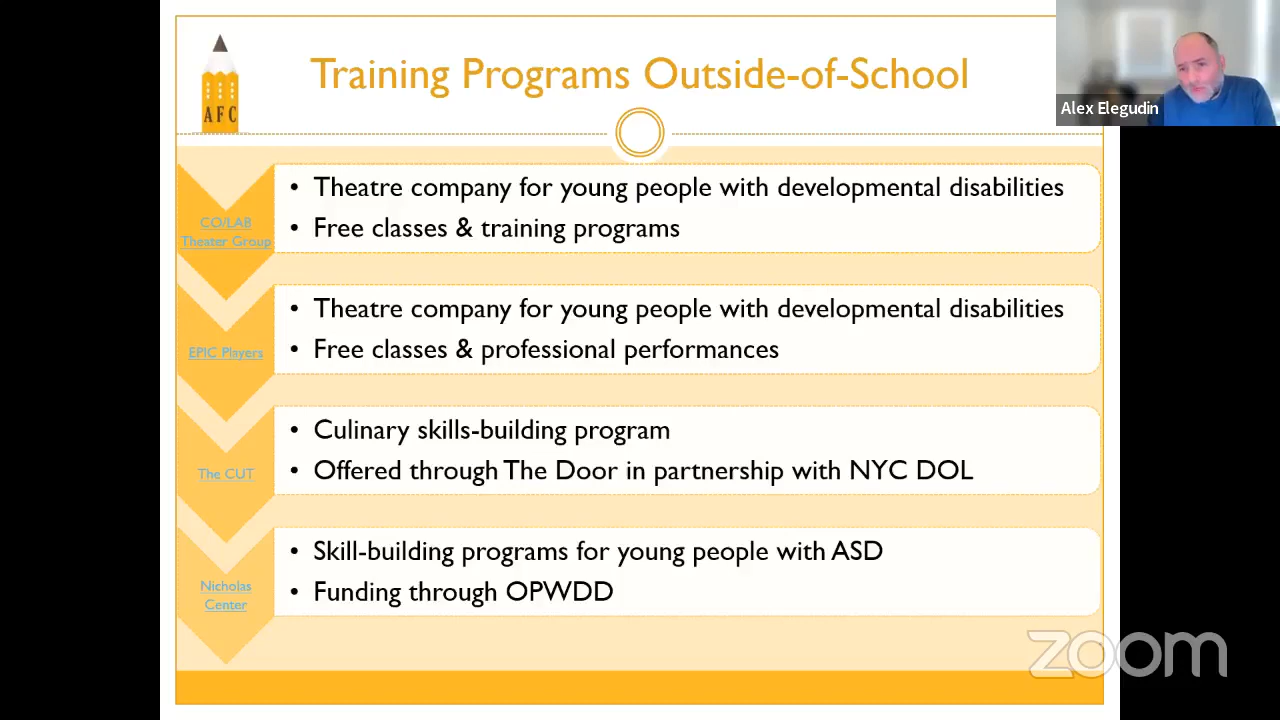 Training Programs Outside-of-School
AFC
Alex Elegudin
CO/LAB
Theater Group
• Theatre company for young people with developmental disabilities
• Free classes & training programs
EPIC Players
• Theatre company for young people with developmental disabilities
• Free classes & professional performances
The CUT
• Culinary skills-building program
• Offered through The Door in partnership with NYC DOL
Nicholas
Center
• Skill-building programs for young people with ASD
• Funding through OPWDD
zoom